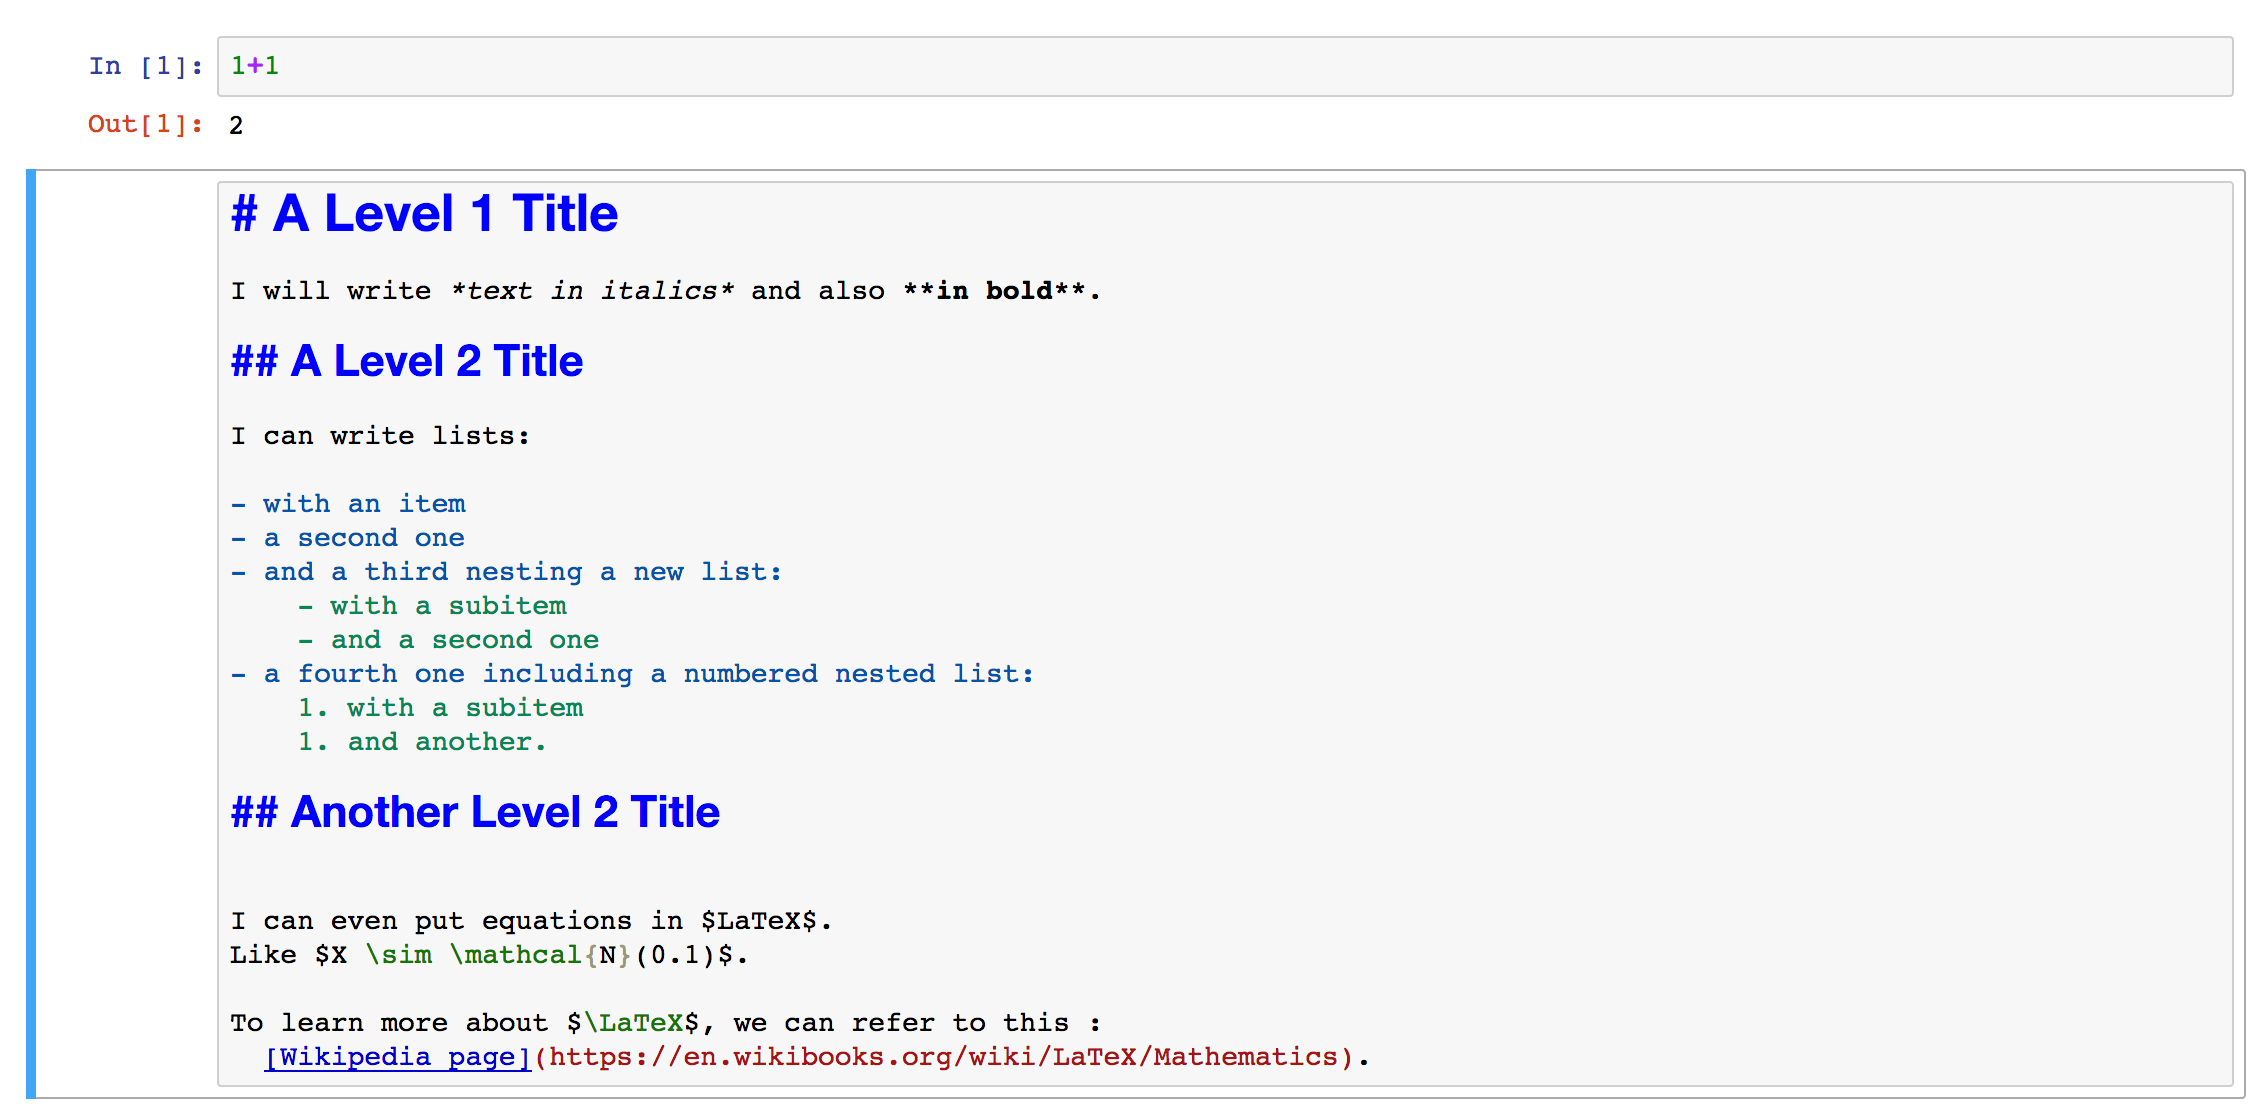 In [1]: 1+1
Out[1]: 2
# A Level 1 Title
I will write *text in italics* and also **in bold**.
## A Level 2 Title
I can write lists:
- with an item
- a second one
- and a third nesting a new list:
    - with a subitem
    - and a second one
- a fourth one including a numbered nested list:
    1. with a subitem
    1. and another.
## Another Level 2 Title
I can even put equations in $LaTeX$.
Like $X \sim \mathcal{N}(0.1)$.
To learn more about $\LaTeX$, we can refer to this :
  [Wikipedia page](https://en.wikibooks.org/wiki/LaTeX/Mathematics).